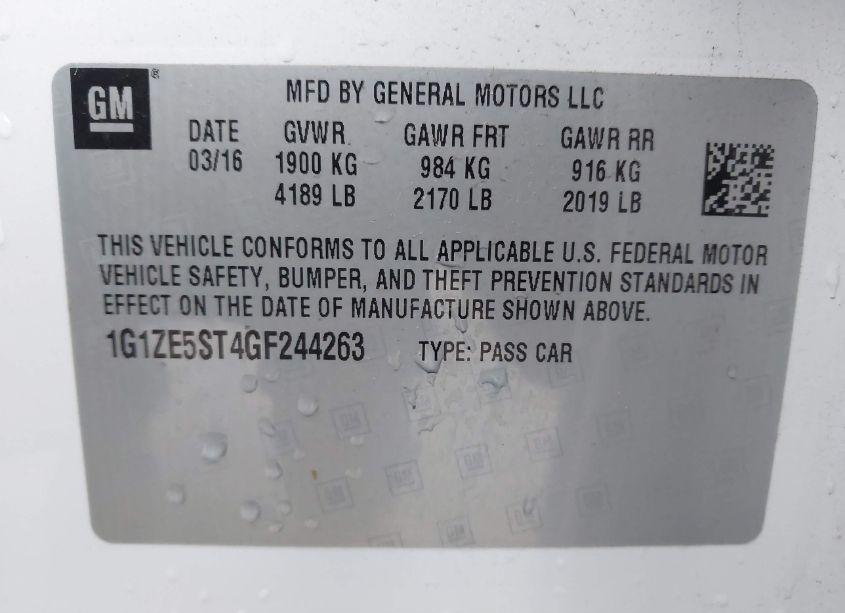 GM ®
MFD BY GENERAL MOTORS LLC
DATE GVWR GAWR FRT GAWR RR
03/16 1900 KG 984 KG 916 KG
4189 LB 2170 LB 2019 LB
THIS VEHICLE CONFORMS TO ALL APPLICABLE U.S. FEDERAL MOTOR
VEHICLE SAFETY, BUMPER, AND THEFT PREVENTION STANDARDS IN
EFFECT ON THE DATE OF MANUFACTURE SHOWN ABOVE.
1G1ZE5ST4GF244263 TYPE: PASS CAR